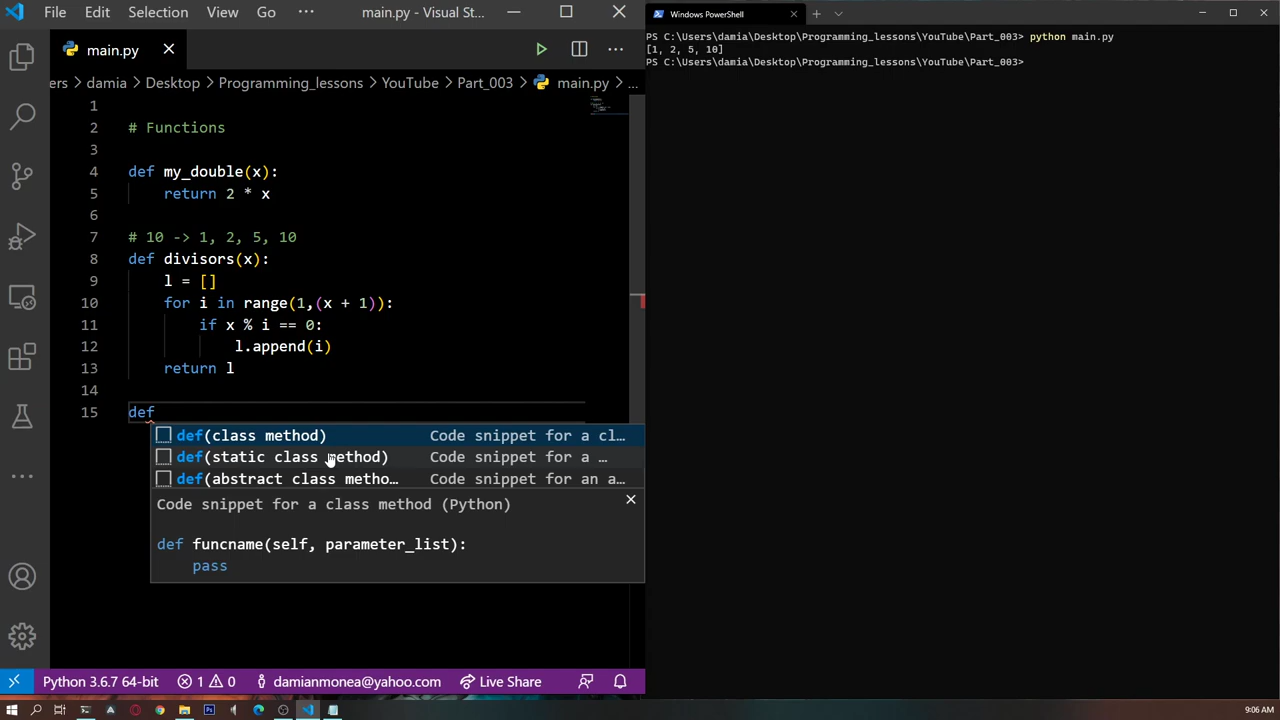 File Edit Selection View Go ··· main.py - Visual St...
main.py
ers > damia > Desktop > Programming_lessons > YouTube > Part_003 > main.py > ...
1
2 # Functions
3
4 def my_double(x):
5 return 2 * x
6
7 # 10 -> 1, 2, 5, 10
8 def divisors(x):
9 l = []
10 for i in range(1,(x + 1)):
11 if x % i == 0:
12 l.append(i)
13 return l
14
15 def
def(class method) Code snippet for a cl...
def(static class method) Code snippet for a ...
def(abstract class metho... Code snippet for an a...
Code snippet for a class method (Python)
def funcname(self, parameter_list):
pass
Python 3.6.7 64-bit 1 0 damianmonea@yahoo.com Live Share
Windows PowerShell
PS C:\Users\damia\Desktop\Programming_lessons\YouTube\Part_003> python main.py
[1, 2, 5, 10]
PS C:\Users\damia\Desktop\Programming_lessons\YouTube\Part_003>
9:06 AM